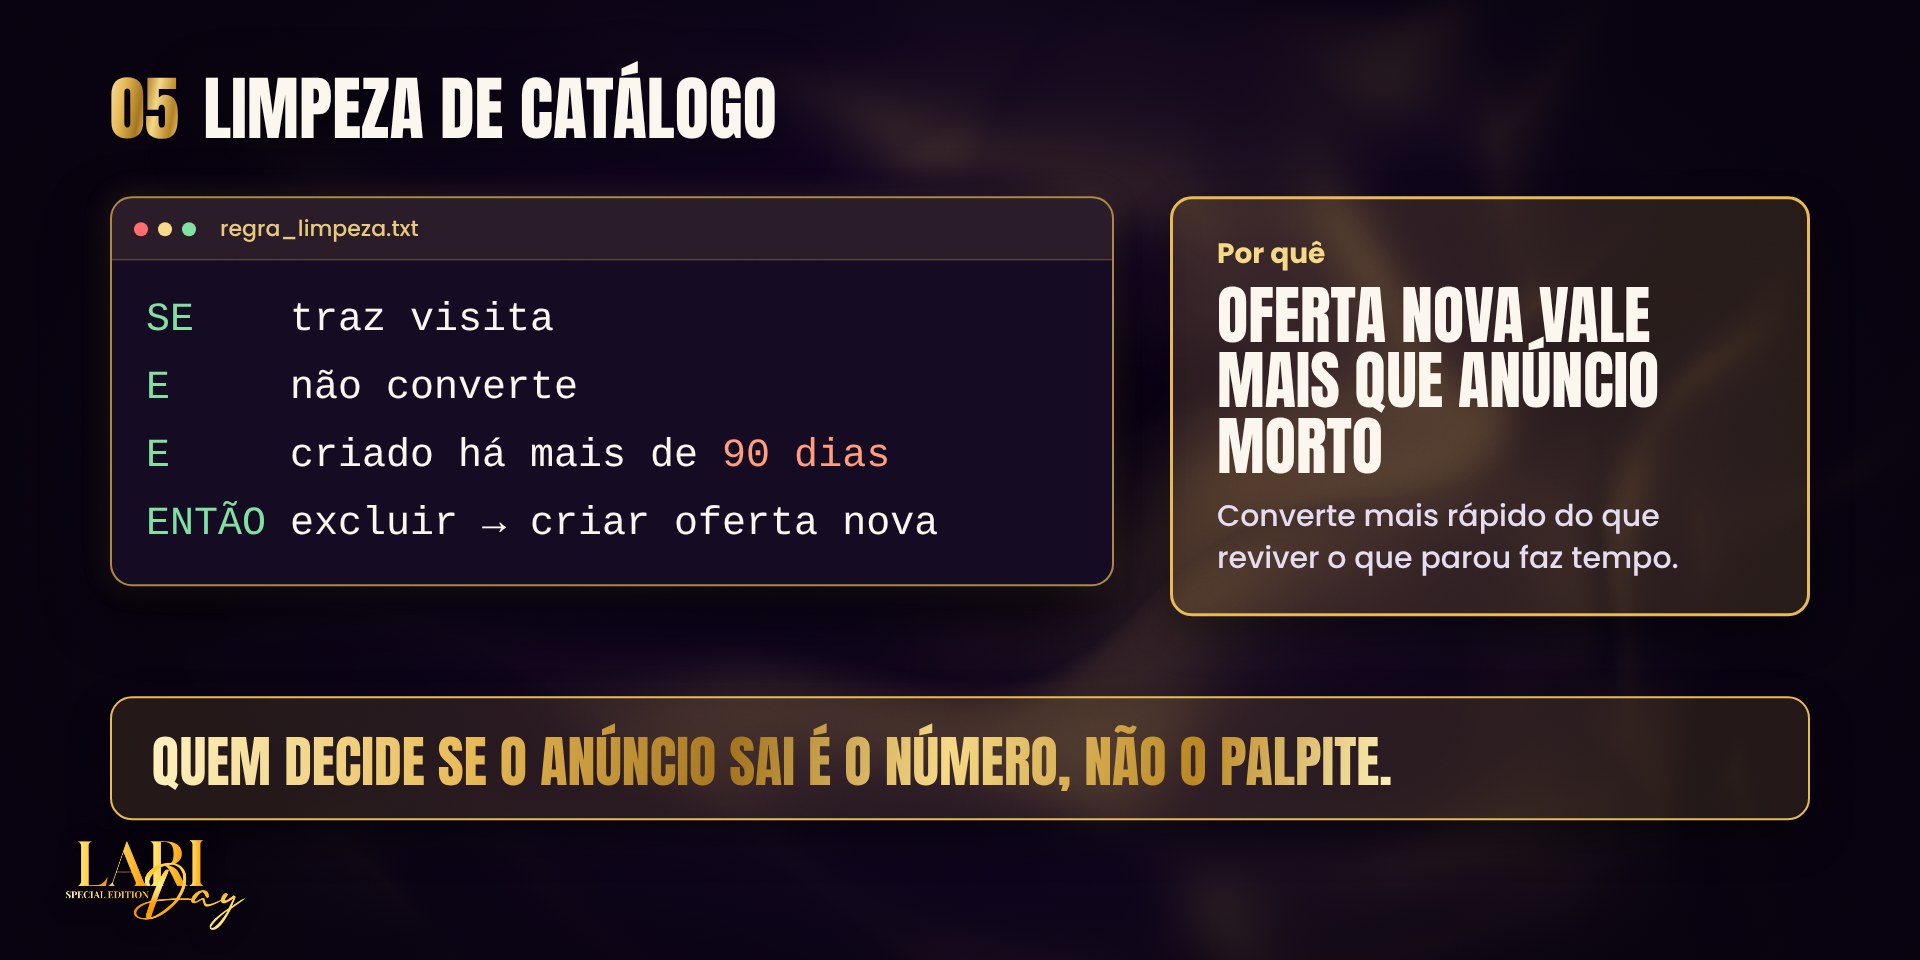 05 LIMPEZA DE CATÁLOGO
regra_limpeza.txt
SE traz visita
E não converte
E criado há mais de 90 dias
ENTÃO excluir → criar oferta nova
Por quê
OFERTA NOVA VALE
MAIS QUE ANÚNCIO
MORTO
Converte mais rápido do que
reviver o que parou faz tempo.
QUEM DECIDE SE O ANÚNCIO SAI É O NÚMERO, NÃO O PALPITE.
LABI
SPECIAL EDITION
Day